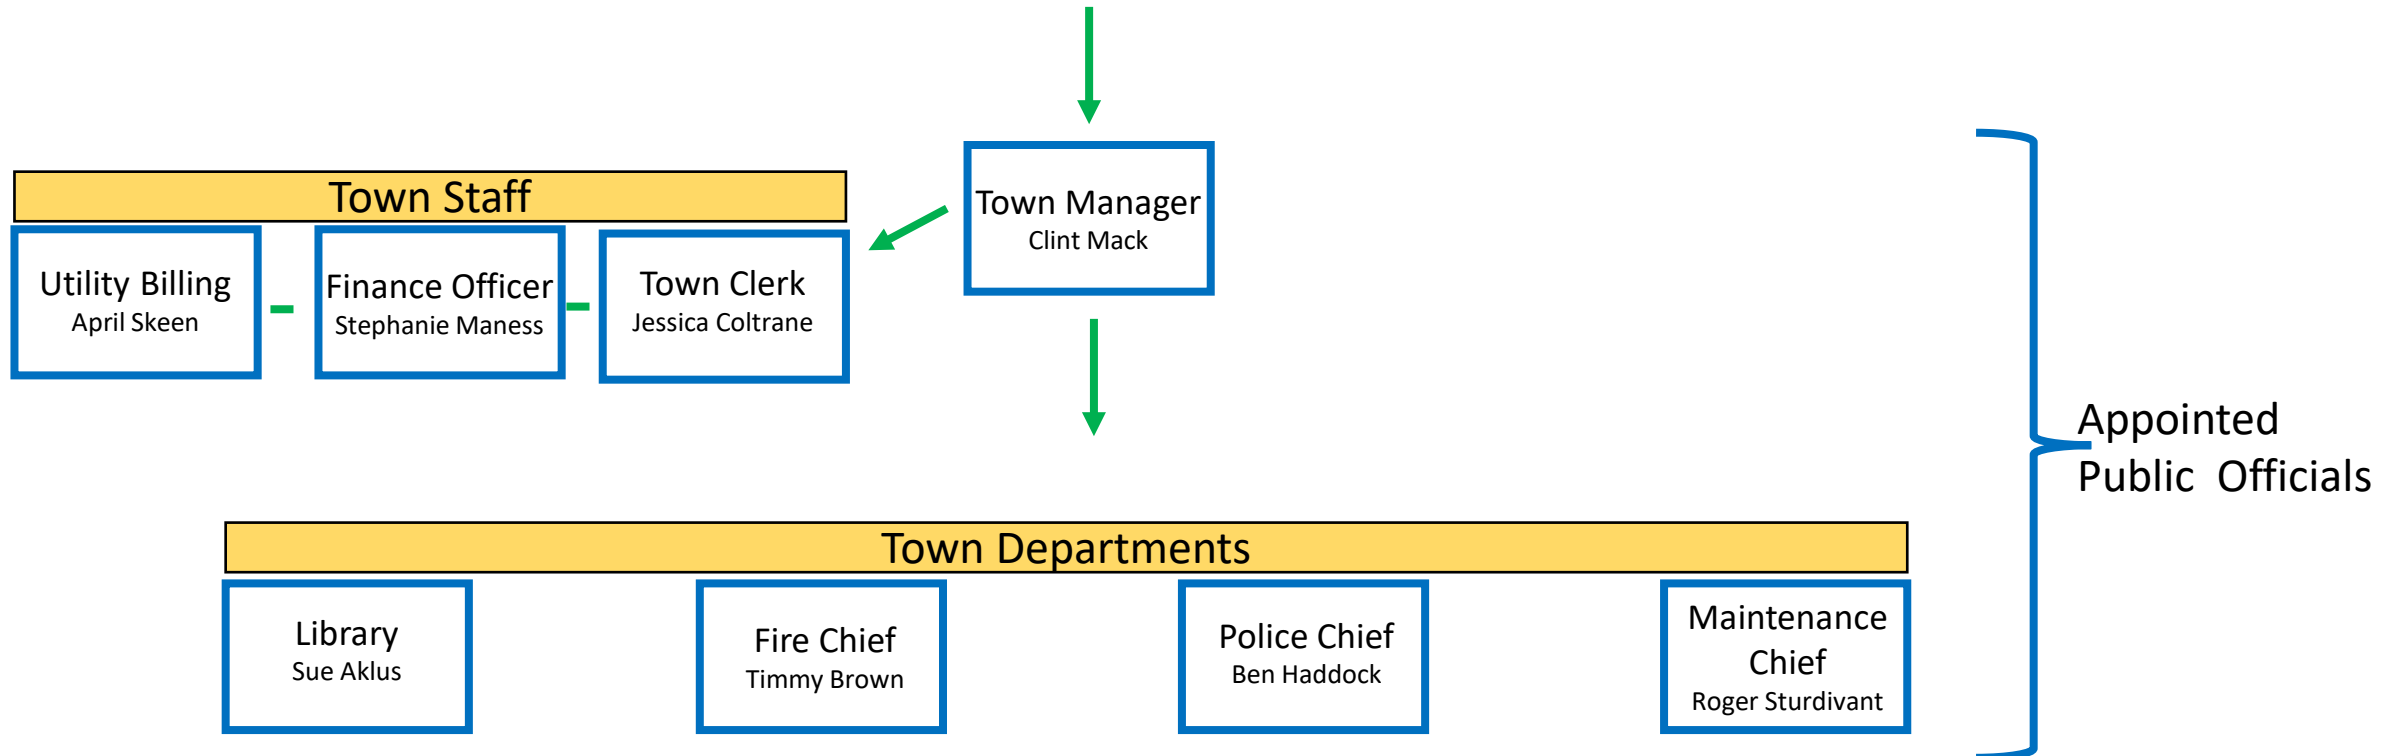 Town Manager
Clint Mack
Town Staff
Utility Billing
April Skeen
Finance Officer
Stephanie Maness
Town Clerk
Jessica Coltrane
Appointed
Public  Officials
Town Departments
Library
Sue Aklus
Fire Chief
Timmy Brown
Police Chief
Ben Haddock
Maintenance
Chief
Roger Sturdivant